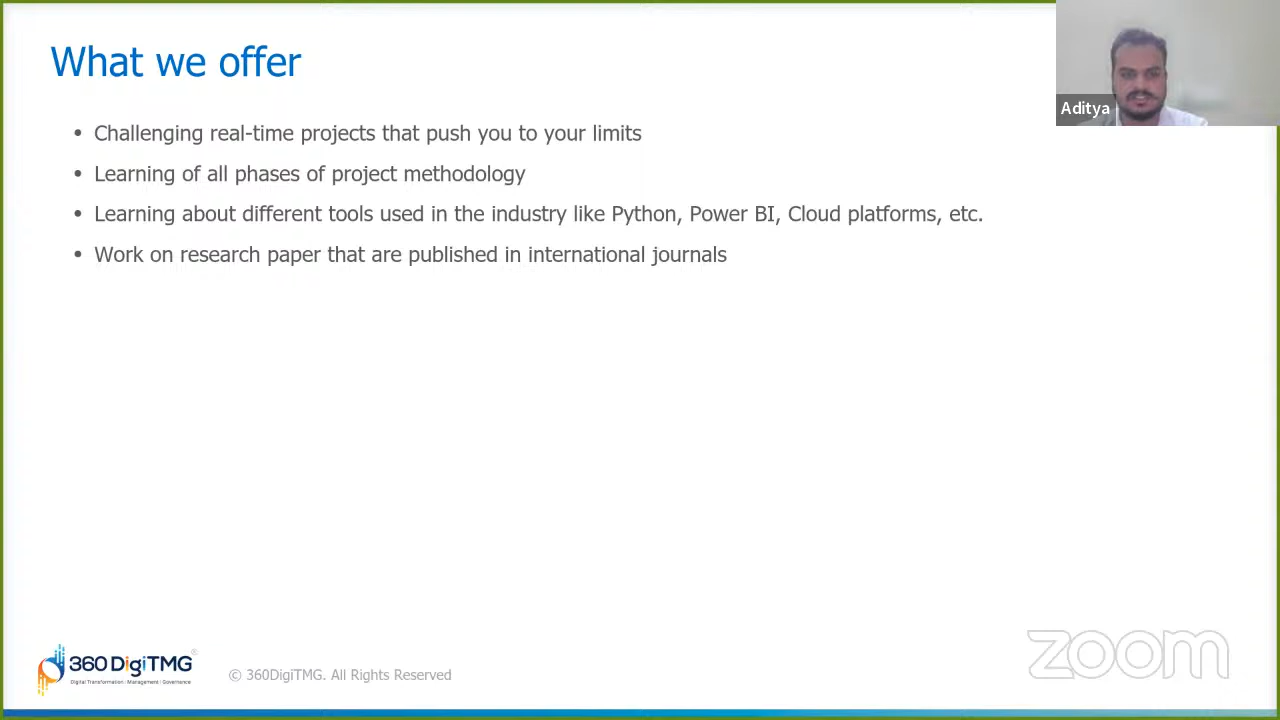 What we offer
Aditya
• Challenging real-time projects that push you to your limits
• Learning of all phases of project methodology
• Learning about different tools used in the industry like Python, Power BI, Cloud platforms, etc.
• Work on research paper that are published in international journals
360DigiTMG®
Digital Transformation | Management | Governance
© 360DigiTMG. All Rights Reserved
zoom